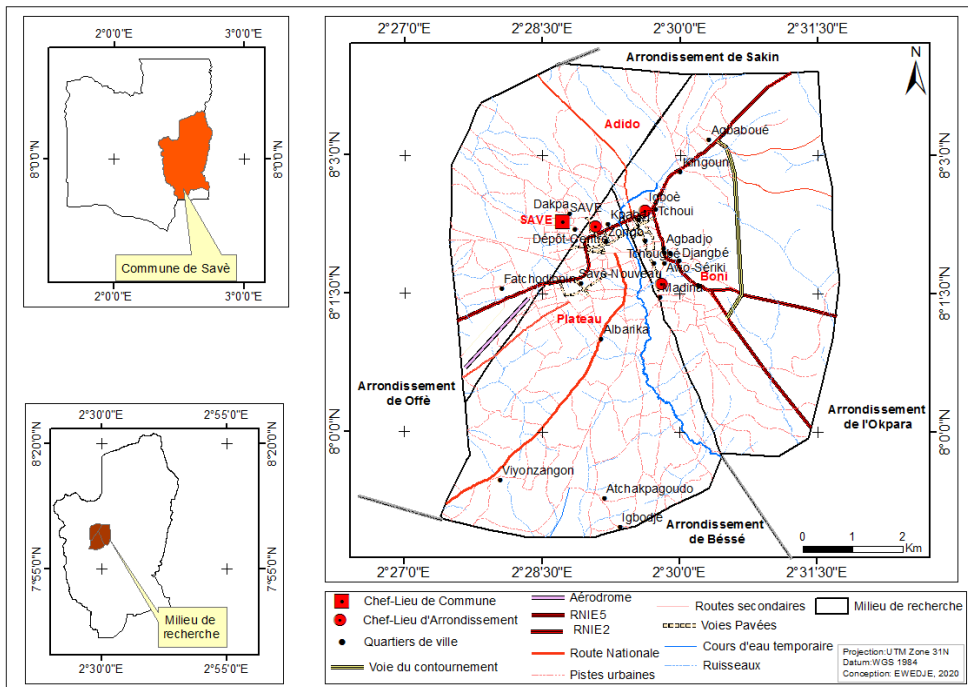 2°0'0"E 3°0'0"E
8°0'0"N
8°0'0"N
Commune de Savè
2°0'0"E 3°0'0"E
2°30'0"E 2°55'0"E
8°20'0"N
8°20'0"N
7°55'0"N
7°55'0"N
Milieu de
recherche
2°30'0"E 2°55'0"E
2°27'0"E 2°28'30"E 2°30'0"E 2°31'30"E
N
Arrondissement de Sakin
Adido
Agbaboué
8°3'0"N
8°3'0"N
Kingoun
Igboè
Dakpa
SAVE
Tchoui
SAVE
Zongo
Dépôt-Centre
Agbadjo
Tchougbé
Djangbé
Awo-Sériki
Savè-Nouveau
Boni
Madina
8°1'30"N
8°1'30"N
Plateau
Albarika
Arrondissement
de Offè
Arrondissement
de l'Okpara
8°0'0"N
8°0'0"N
Viyonzangon
Atchakpagoudo
Igbodjè
Arrondissement
de Béssé
0 1 2
Km
2°27'0"E 2°28'30"E 2°30'0"E 2°31'30"E
Chef-Lieu de Commune
Chef-Lieu d'Arrondissement
Quartiers de ville
Voie du contournement
Aérodrome
RNIE5
RNIE2
Route Nationale
Pistes urbaines
Routes secondaires
Voies Pavées
Cours d'eau temporaire
Ruisseaux
Milieu de recherche
Projection:UTM Zone 31N
Datum:WGS 1984
Conception: EWEDJE, 2020